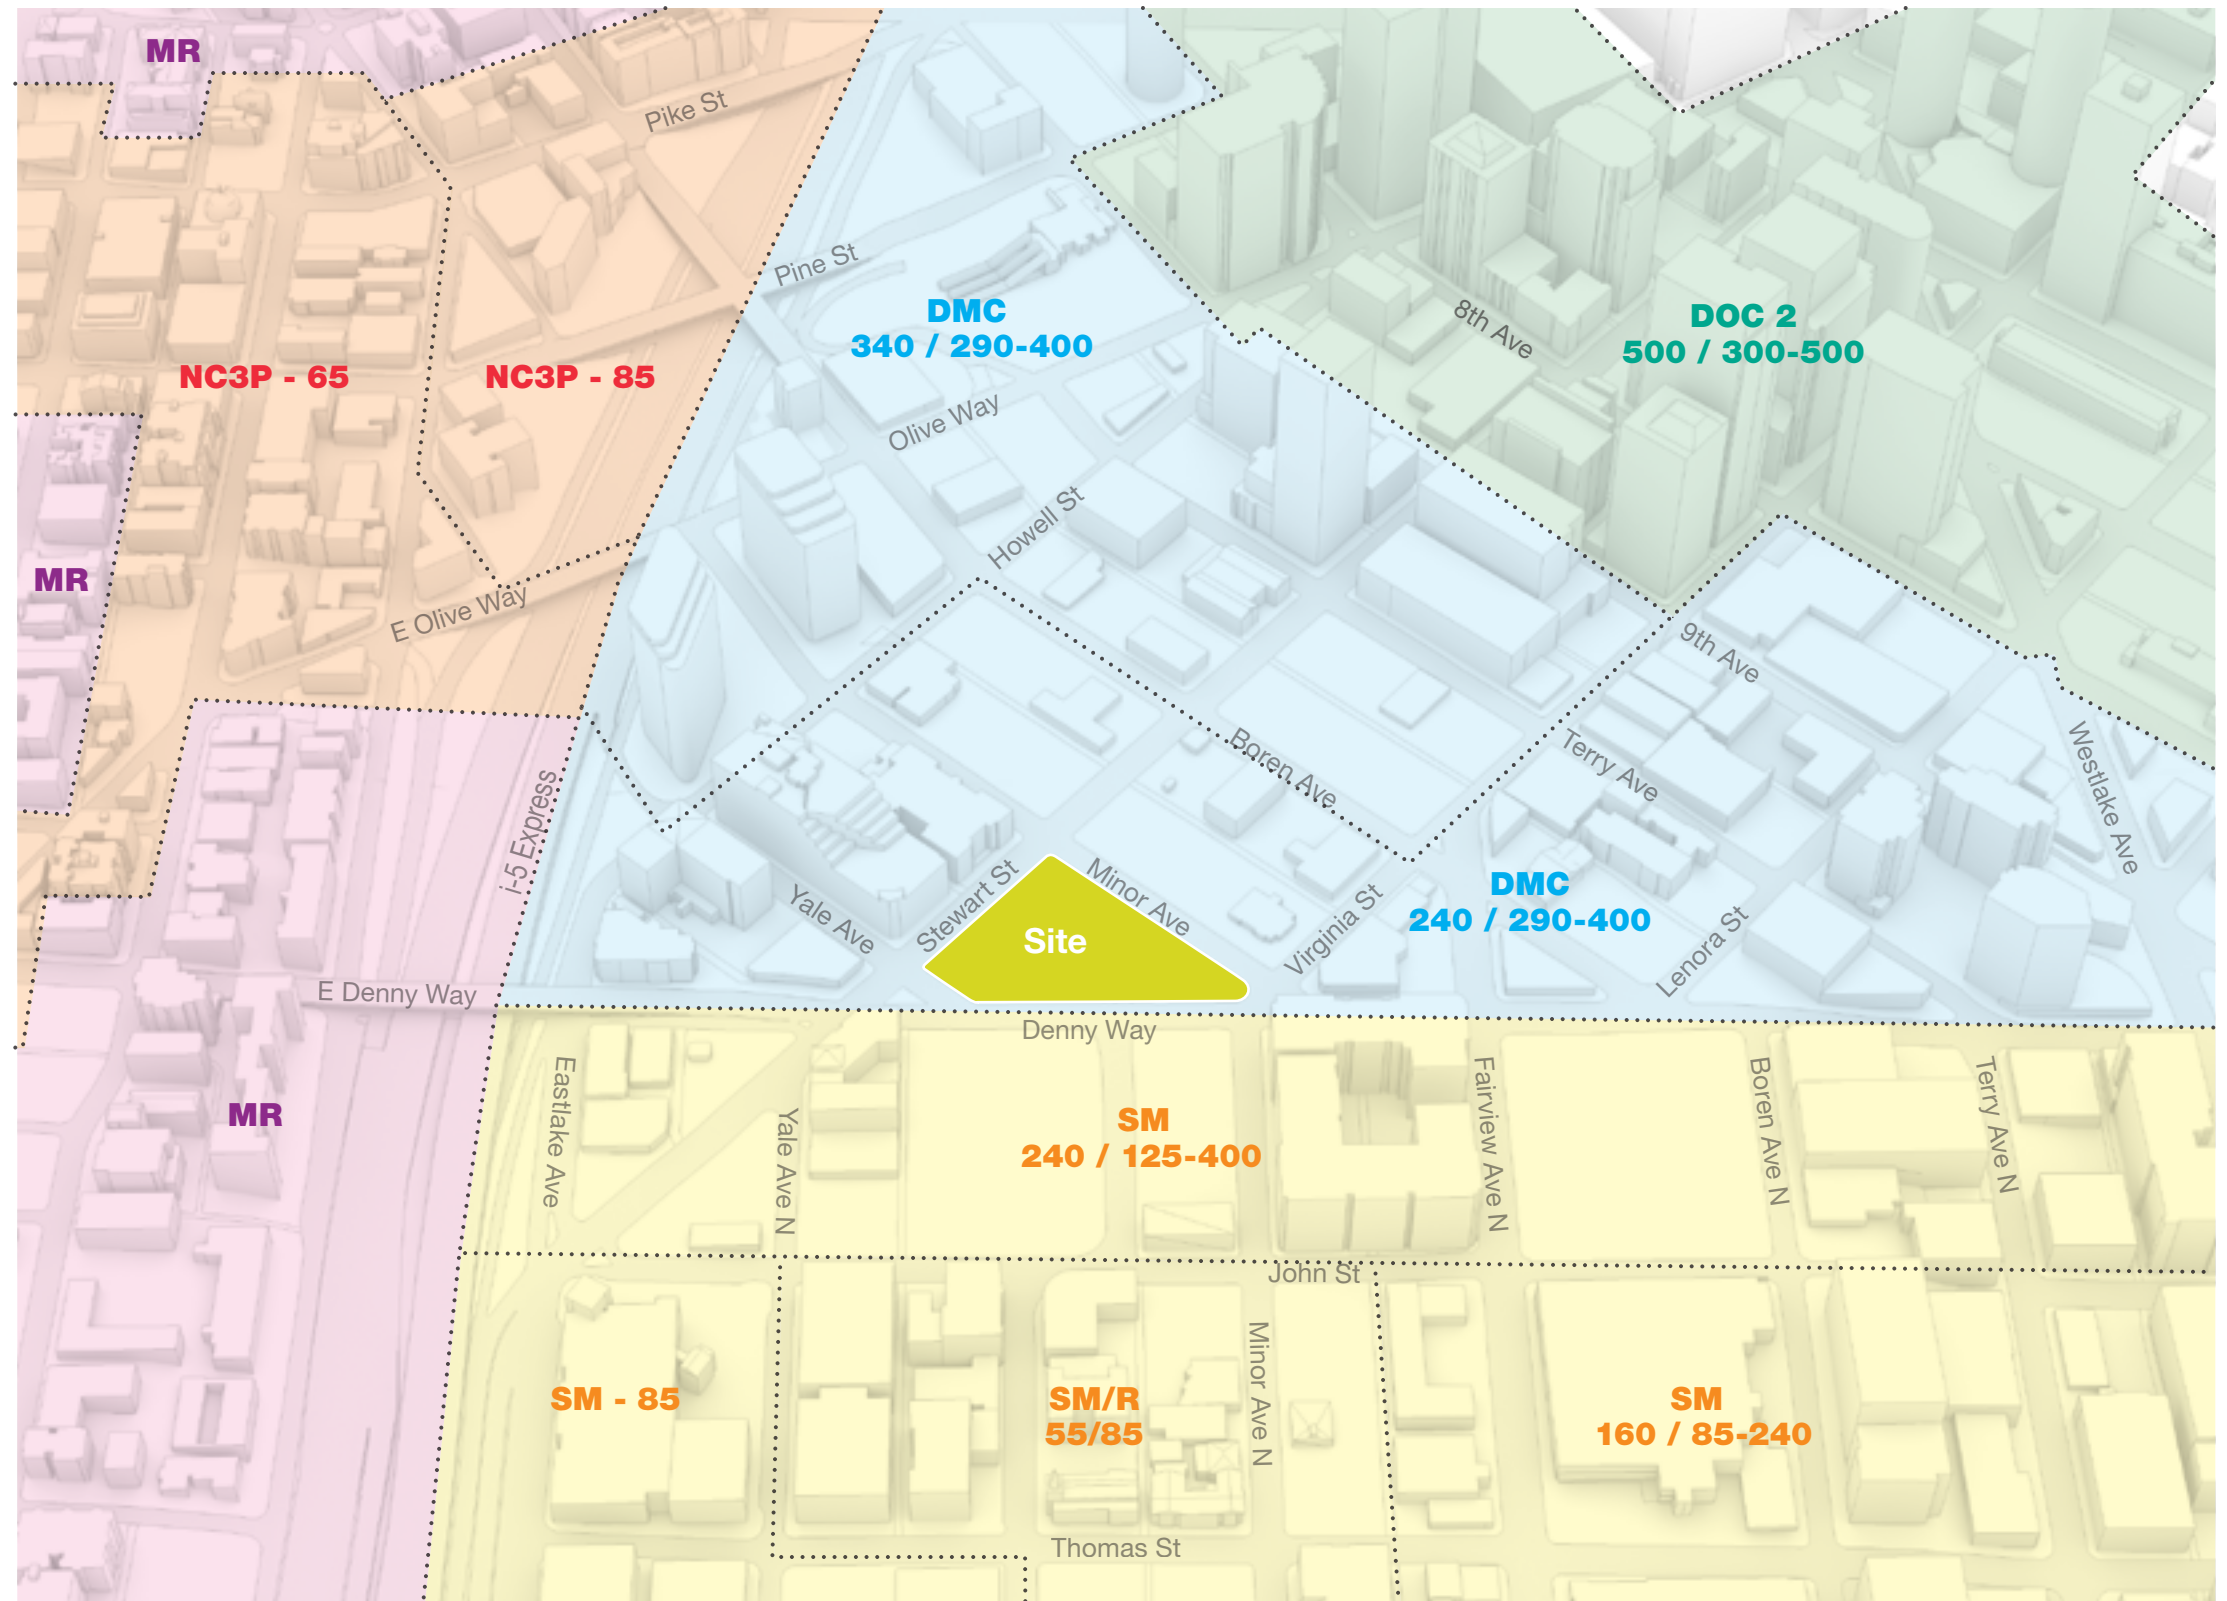 MR
Pike St
Pine St
DMC
340 / 290-400
8th Ave
DOC 2
500 / 300-500
NC3P - 65
NC3P - 85
Olive Way
Howell St
MR
E Olive Way
9th Ave
Boren Ave
Terry Ave
Westlake Ave
i-5 Express
Yale Ave
Stewart St
Minor Ave
Site
Virginia St
DMC
240 / 290-400
Lenora St
E Denny Way
Denny Way
Eastlake Ave
Yale Ave N
MR
SM
240 / 125-400
Fairview Ave N
Boren Ave N
Terry Ave N
John St
Minor Ave N
SM - 85
SM/R
55/85
SM
160 / 85-240
Thomas St